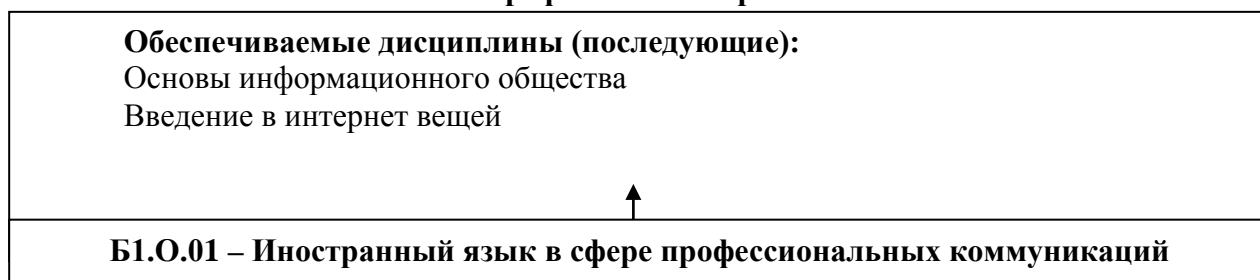 Обеспечиваемые дисциплины (последующие):
Основы информационного общества
Введение в интернет вещей
Б1.О.01 – Иностранный язык в сфере профессиональных коммуникаций